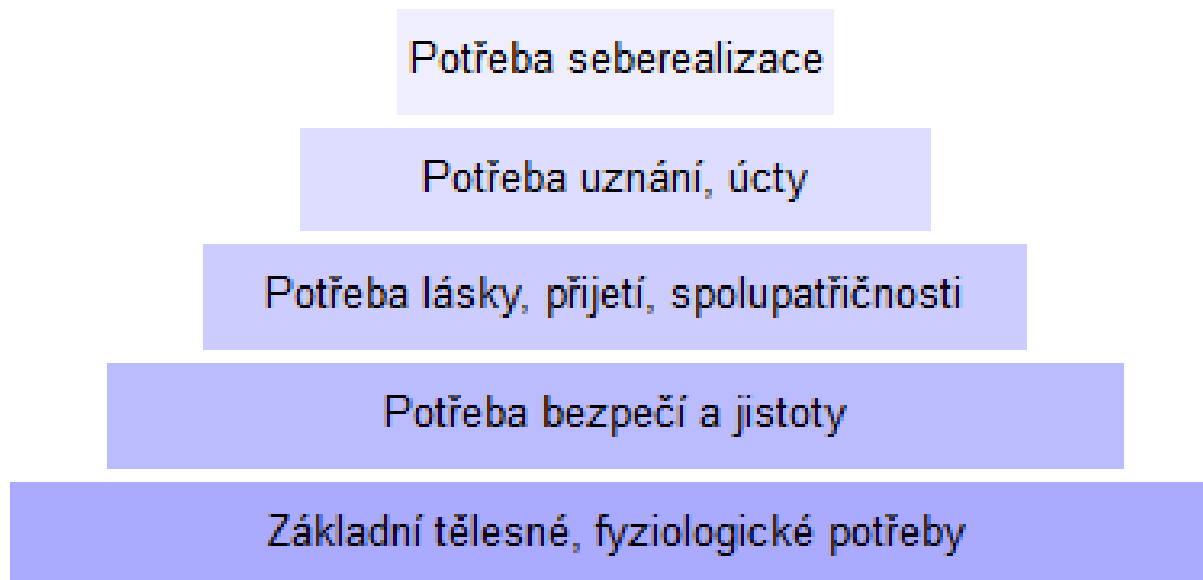 Potřeba seberealizace
Potřeba uznání, úcty
Potřeba lásky, přijetí, spolupatřičnosti
Potřeba bezpečí a jistoty
Základní tělesné, fyziologické potřeby